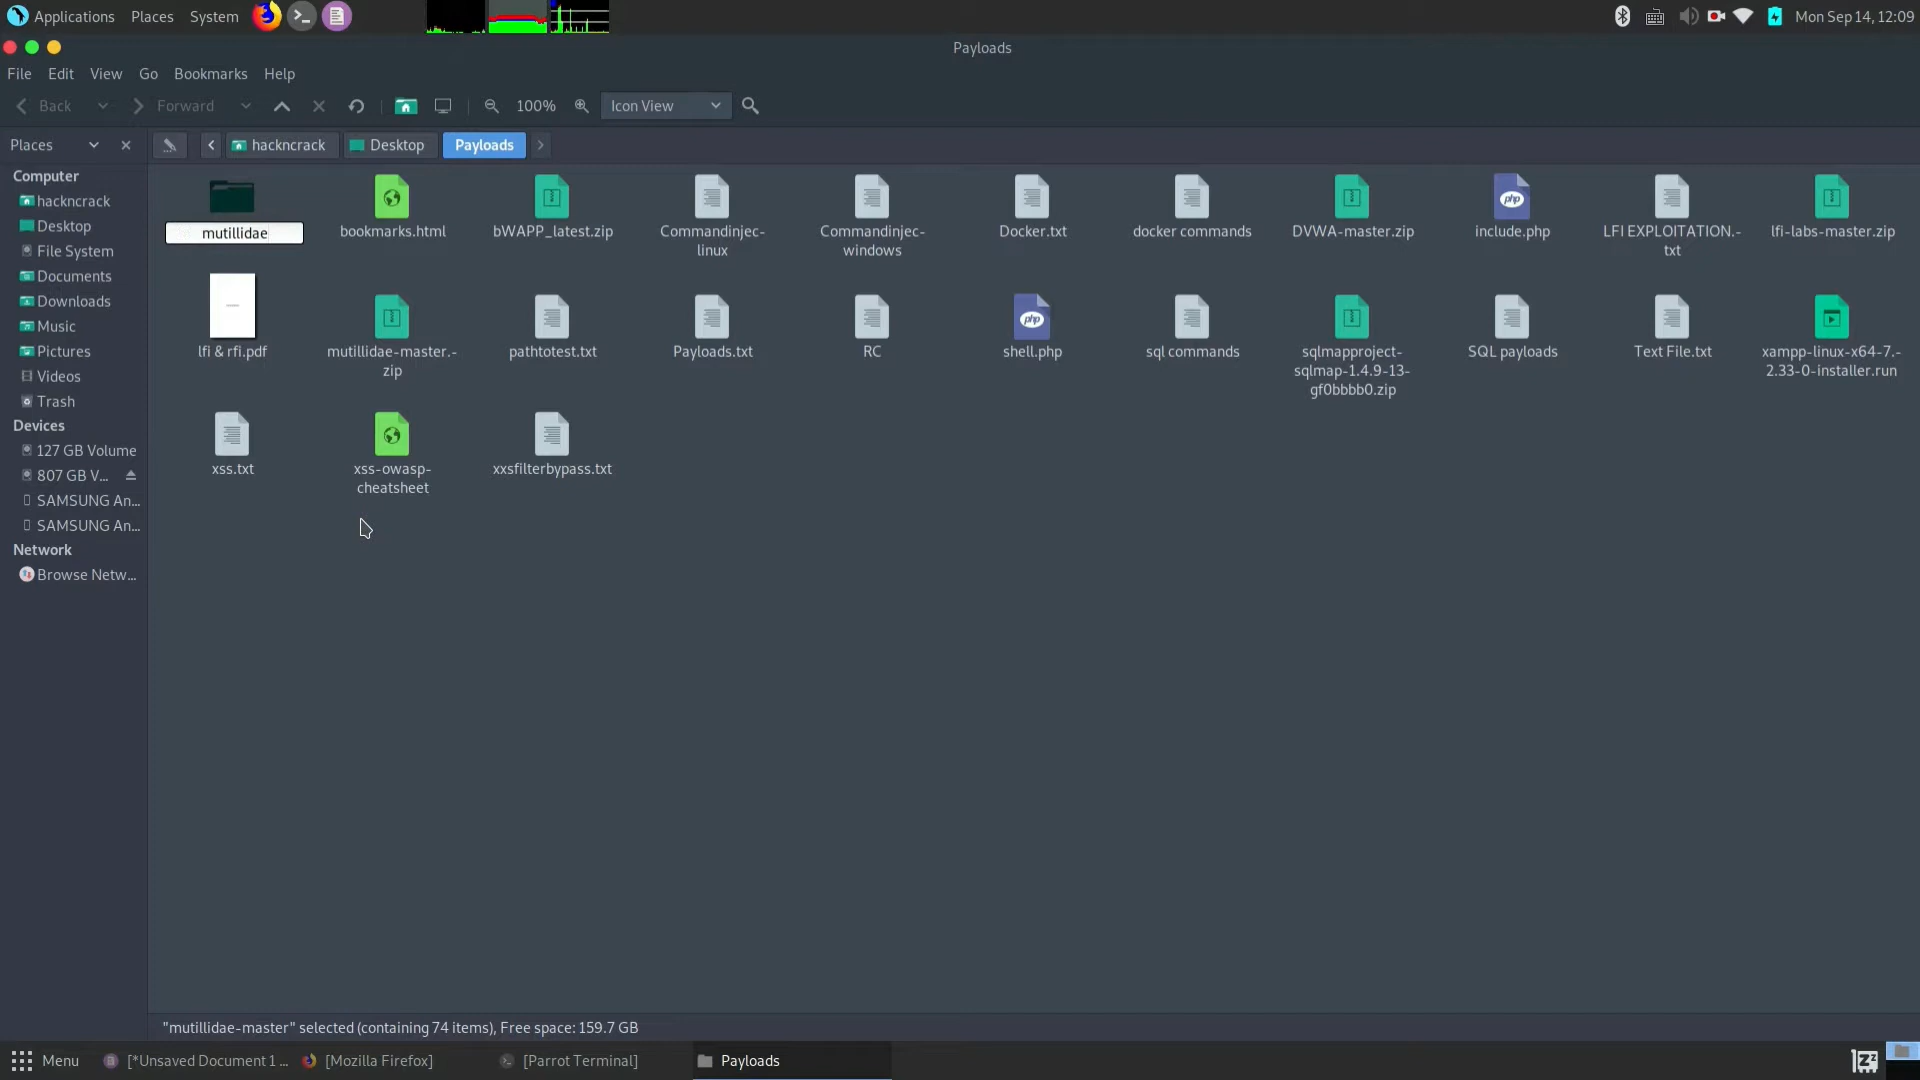 Applications Places System
Mon Sep 14, 12:09
Payloads
File Edit View Go Bookmarks Help
Back Forward 100% Icon View
Places hackncrack Desktop Payloads
Computer
hackncrack
Desktop
File System
Documents
Downloads
Music
Pictures
Videos
Trash
Devices
127 GB Volume
807 GB V...
SAMSUNG An...
SAMSUNG An...
Network
Browse Netw...
mutillidae
bookmarks.html
bWAPP_latest.zip
Commandinjec-
linux
Commandinjec-
windows
Docker.txt
docker commands
DVWA-master.zip
php
include.php
LFI EXPLOITATION.-
txt
lfi-labs-master.zip
lfi & rfi.pdf
mutillidae-master.-
zip
pathtotest.txt
Payloads.txt
RC
php
shell.php
sql commands
sqlmapproject-
sqlmap-1.4.9-13-
gf0bbbb0.zip
SQL payloads
Text File.txt
xampp-linux-x64-7.-
2.33-0-installer.run
xss.txt
xss-owasp-
cheatsheet
xxsfilterbypass.txt
"mutillidae-master" selected (containing 74 items), Free space: 159.7 GB
Menu [*Unsaved Document 1 ... [Mozilla Firefox] [Parrot Terminal] Payloads